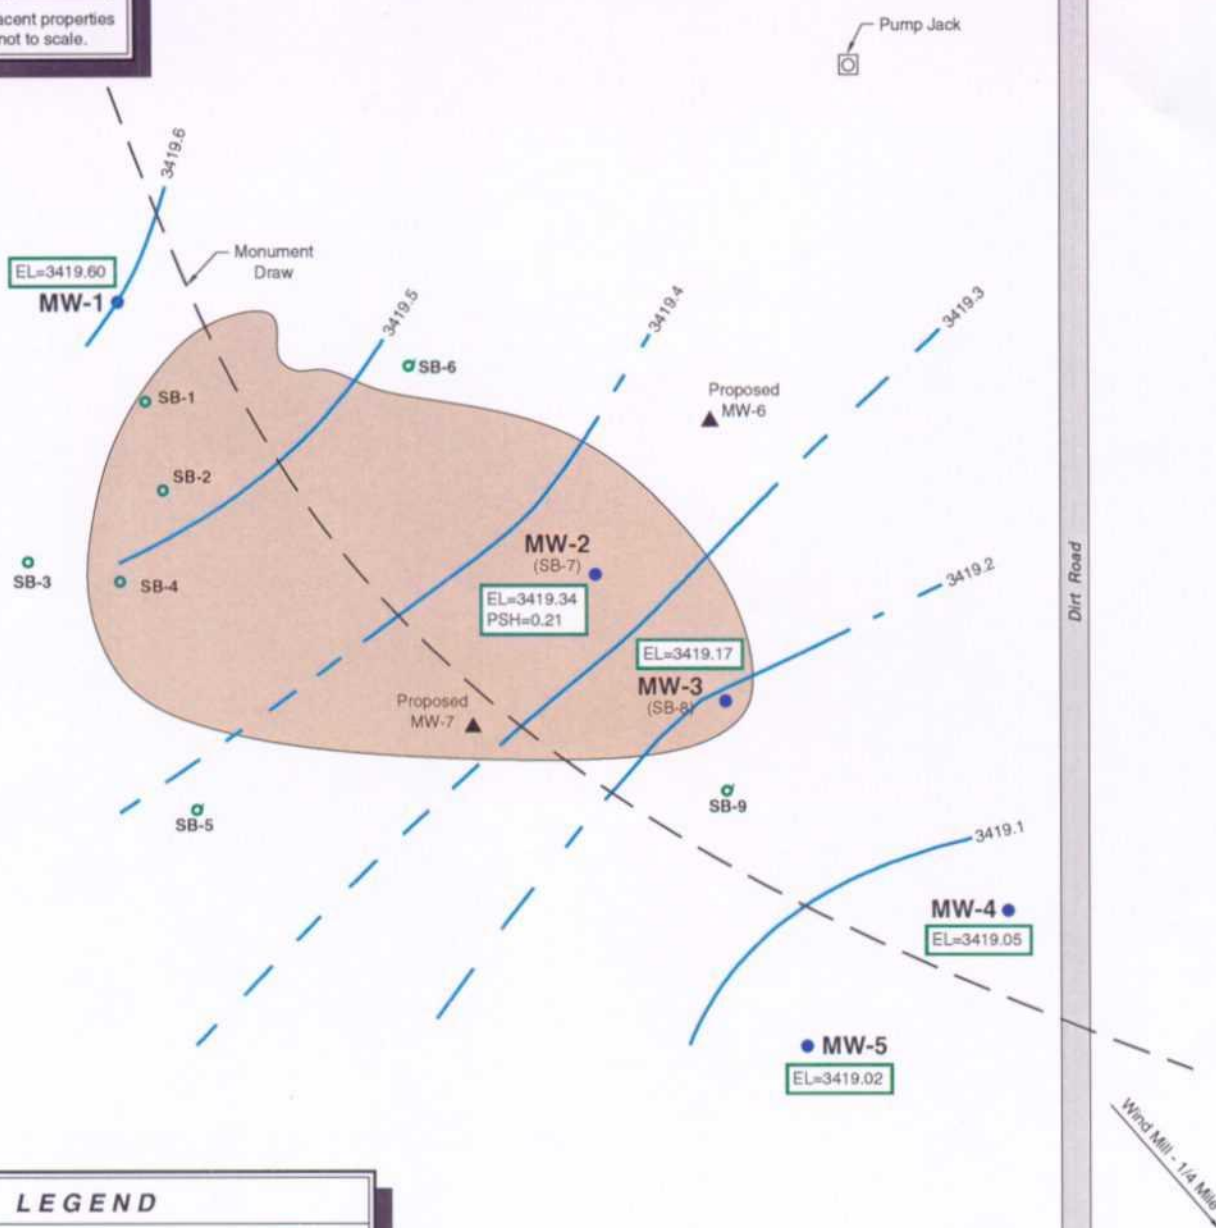 acent properties
not to scale.
Pump Jack
3419.6
Monument
Draw
EL=3419.60
MW-1
3419.5
3419.4
3419.3
SB-6
SB-1
Proposed
MW-6
SB-2
MW-2
(SB-7)
SB-3
SB-4
EL=3419.34
PSH=0.21
3419.2
Dirt Road
EL=3419.17
MW-3
(SB-8)
Proposed
MW-7
SB-9
SB-5
3419.1
MW-4
EL=3419.05
MW-5
EL=3419.02
Wind Mill - 1/4 Mile
LEGEND